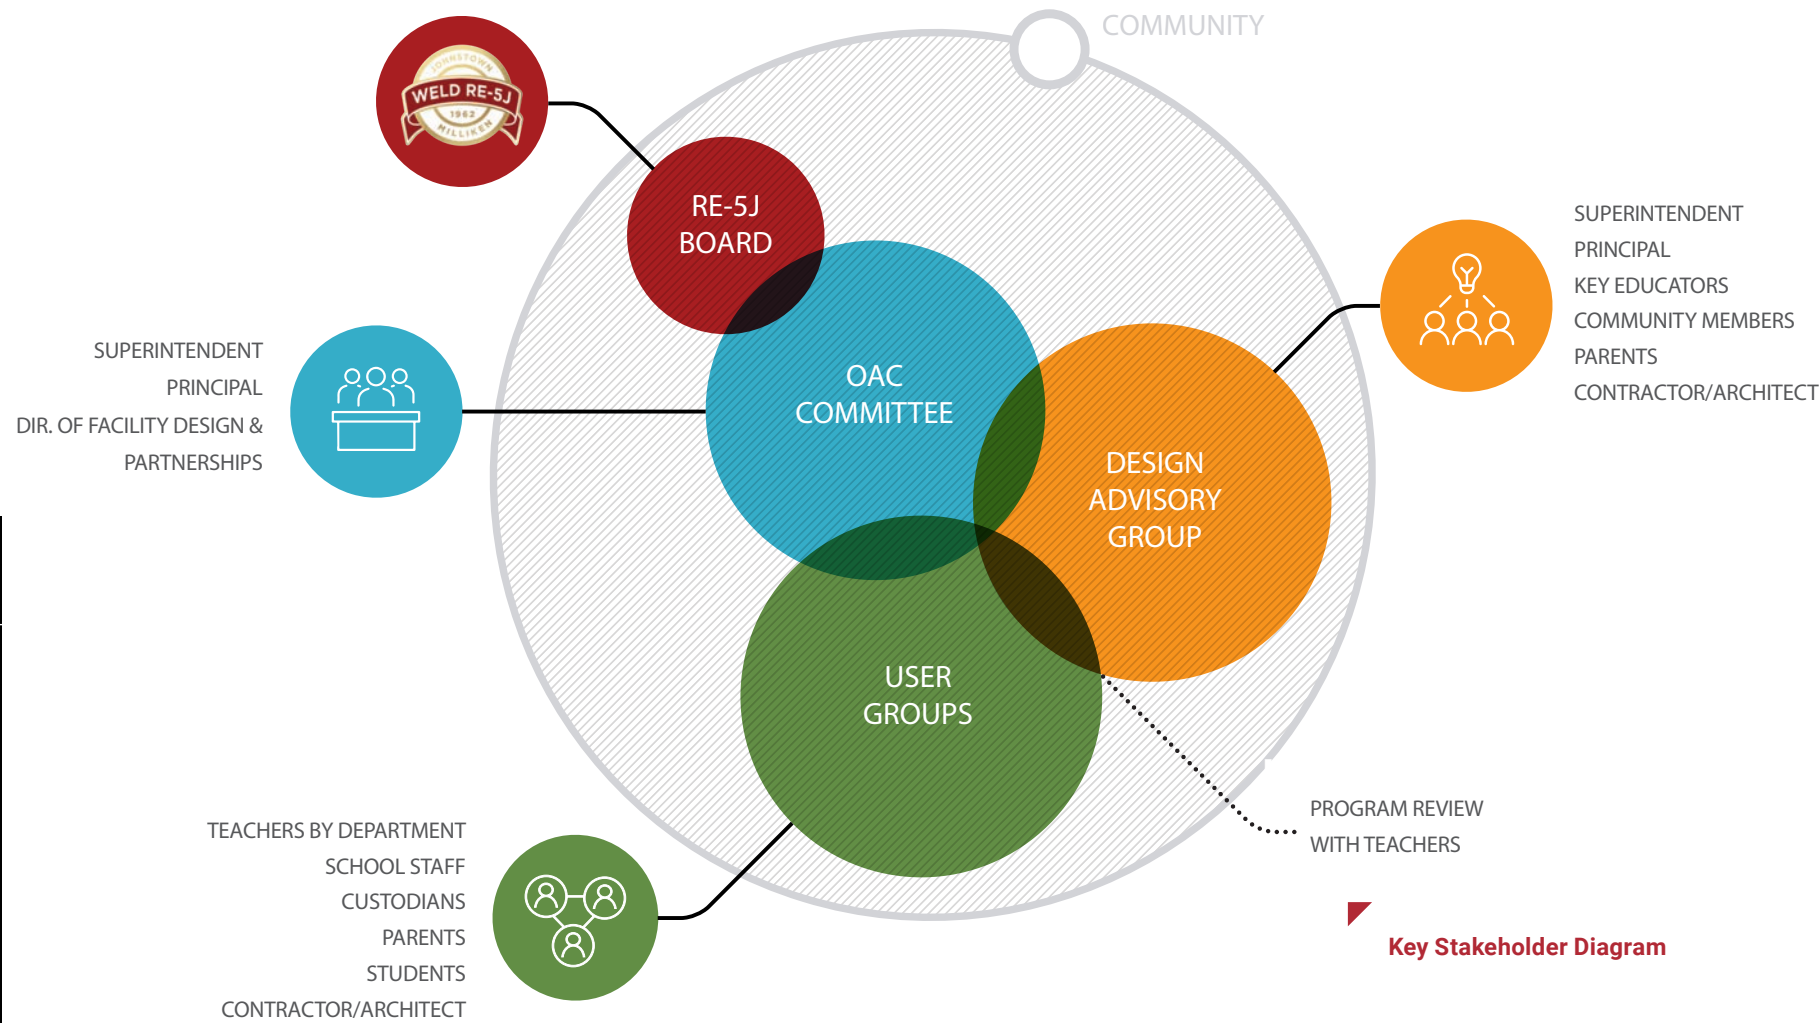 COMMUNITY
JOHNSTOWN
WELD RE-5J
1962
MILLIKEN
RE-5J
BOARD
SUPERINTENDENT
PRINCIPAL
KEY EDUCATORS
COMMUNITY MEMBERS
PARENTS
CONTRACTOR/ARCHITECT
SUPERINTENDENT
PRINCIPAL
DIR. OF FACILITY DESIGN &
PARTNERSHIPS
OAC
COMMITTEE
DESIGN
ADVISORY
GROUP
USER
GROUPS
PROGRAM REVIEW
WITH TEACHERS
TEACHERS BY DEPARTMENT
SCHOOL STAFF
CUSTODIANS
PARENTS
STUDENTS
CONTRACTOR/ARCHITECT
Key Stakeholder Diagram